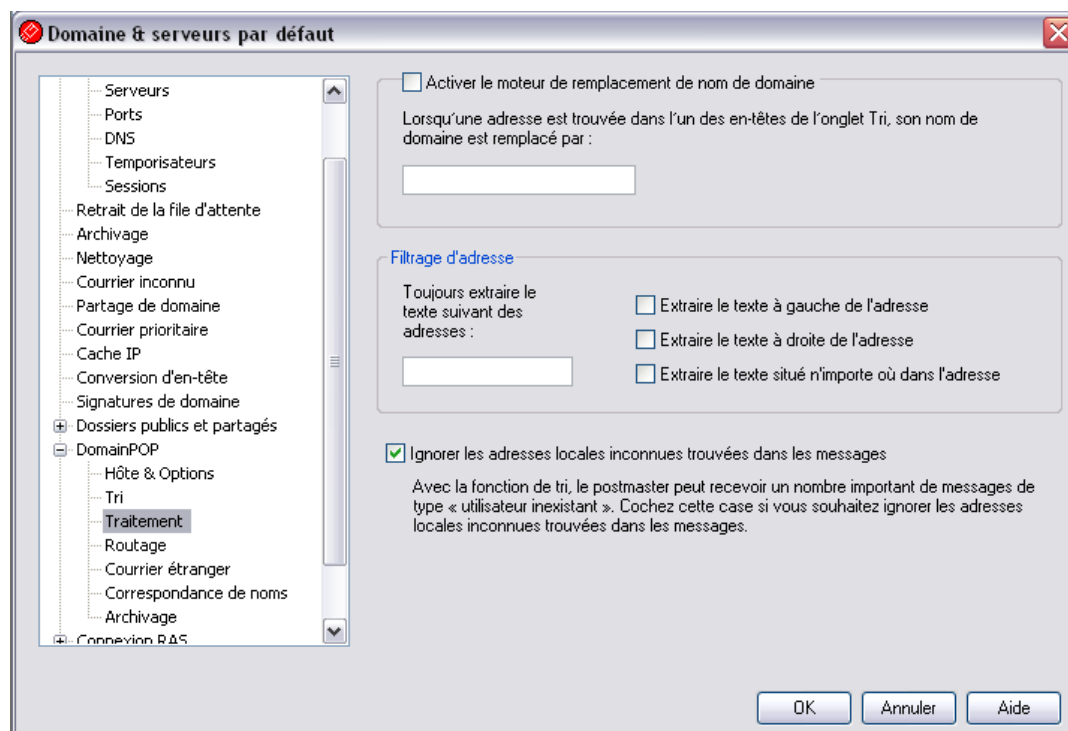 Domaine & serveurs par défaut
Serveurs
Ports
DNS
Temporisateurs
Sessions
Retrait de la file d'attente
Archivage
Nettoyage
Courrier inconnu
Partage de domaine
Courrier prioritaire
Cache IP
Conversion d'en-tête
Signatures de domaine
Dossiers publics et partagés
DomainPOP
Hôte & Options
Tri
Traitement
Routage
Courrier étranger
Correspondance de noms
Archivage
Connexion RAS
Activer le moteur de remplacement de nom de domaine
Lorsqu'une adresse est trouvée dans l'un des en-têtes de l'onglet Tri, son nom de
domaine est remplacé par :
Filtrage d'adresse
Toujours extraire le
texte suivant des
adresses :
Extraire le texte à gauche de l'adresse
Extraire le texte à droite de l'adresse
Extraire le texte situé n'importe où dans l'adresse
Ignorer les adresses locales inconnues trouvées dans les messages
Avec la fonction de tri, le postmaster peut recevoir un nombre important de messages de
type « utilisateur inexistant ». Cochez cette case si vous souhaitez ignorer les adresses
locales inconnues trouvées dans les messages.
OK
Annuler
Aide